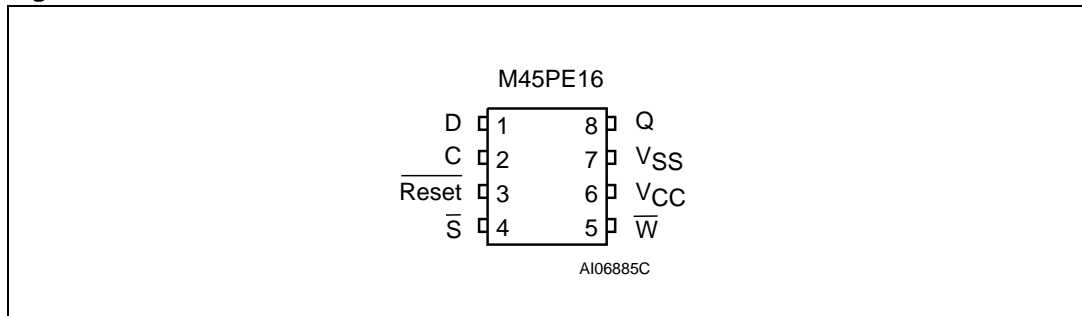 M45PE16
D 1 8 Q
C 2 7 VSS
Reset 3 6 VCC
S 4 5 W
AI06885C